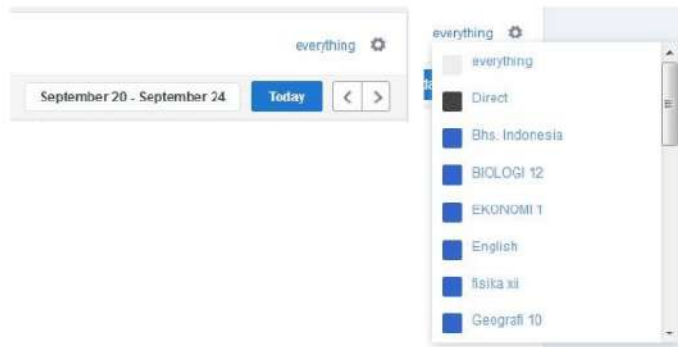 everything
September 20 - September 24 Today < >
everything
everything
Direct
Bhs. Indonesia
BIOLOGI 12
EKONOMI 1
English
fisika xii
Geografi 10